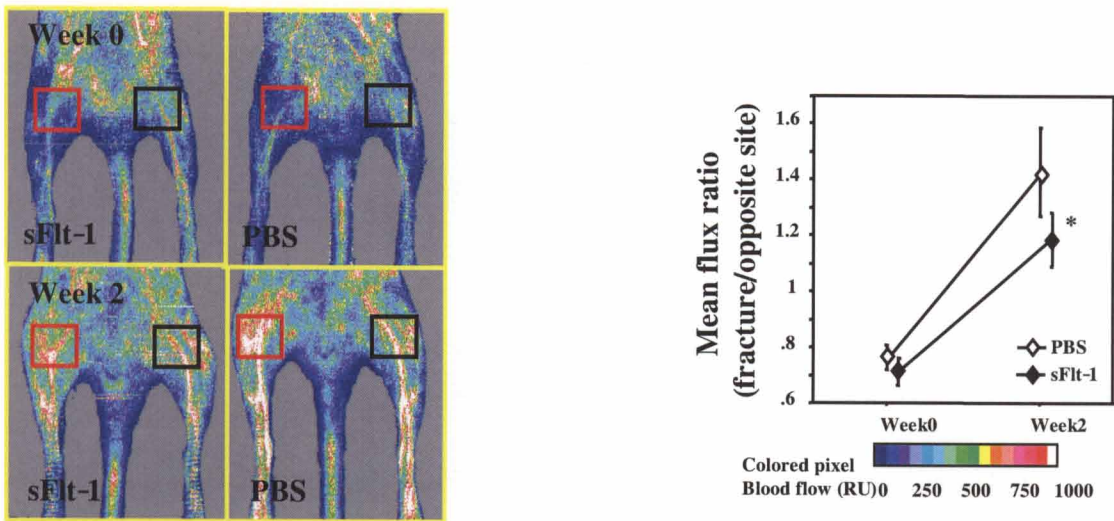 Week 0
sFlt-1
PBS
Week 2
sFlt-1
PBS
Mean flux ratio
(fracture/opposite site)
1.6
1.4
1.2
1
.8
.6
PBS
sFlt-1
*
Week0
Week2
Colored pixel
Blood flow (RU) 0 250 500 750 1000